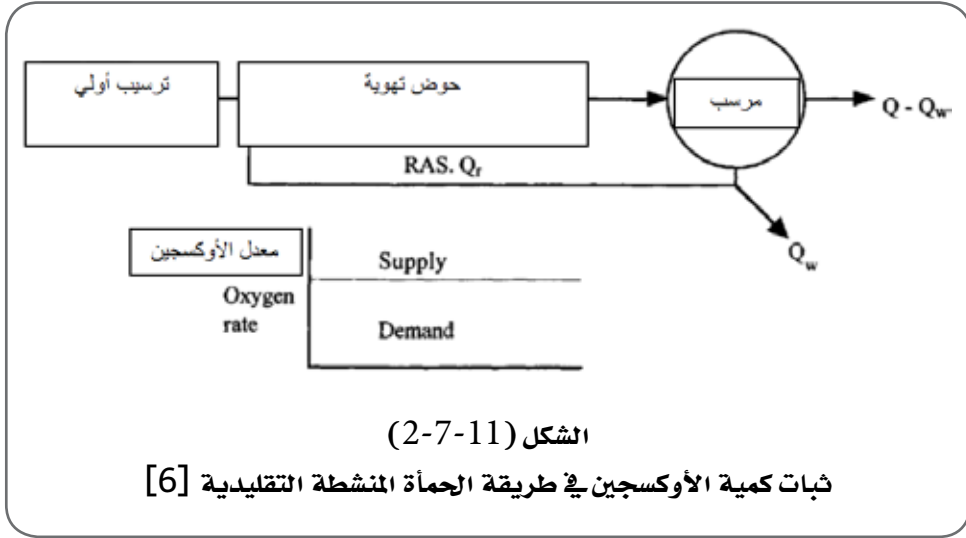 ترسيب أولي
حوض تهوية
مرسب
Q - Qw.
RAS. Qr
Qw
معدل الأوكسجين
Oxygen
rate
Supply
Demand
الشكل (11-7-2)
ثبات كمية الأوكسجين في طريقة الحمأة المنشطة التقليدية [6]